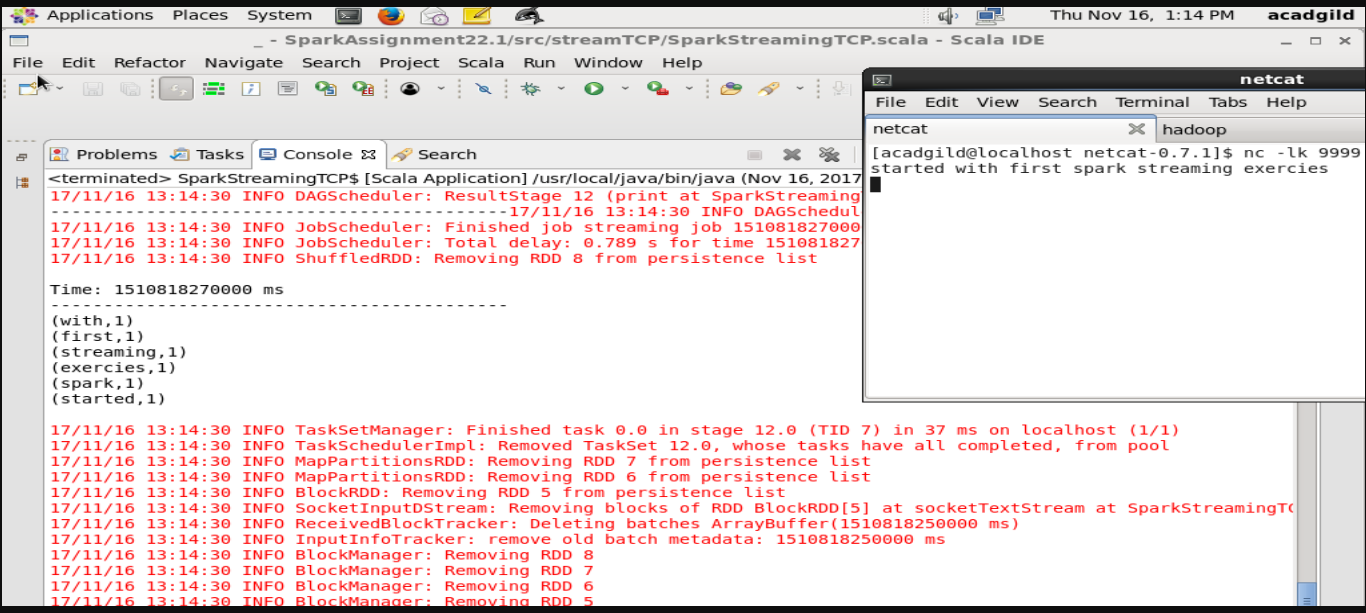 Applications Places System Thu Nov 16, 1:14 PM acadgild
_ - SparkAssignment22.1/src/streamTCP/SparkStreamingTCP.scala - Scala IDE
File Edit Refactor Navigate Search Project Scala Run Window Help
Problems Tasks Console Search
<terminated> SparkStreamingTCP$ [Scala Application] /usr/local/java/bin/java (Nov 16, 2017
17/11/16 13:14:30 INFO DAGScheduler: ResultStage 12 (print at SparkStreaming
-------------------------------------------17/11/16 13:14:30 INFO DAGSchedul
17/11/16 13:14:30 INFO JobScheduler: Finished job streaming job 151081827000
17/11/16 13:14:30 INFO JobScheduler: Total delay: 0.789 s for time 151081827
17/11/16 13:14:30 INFO ShuffledRDD: Removing RDD 8 from persistence list
Time: 1510818270000 ms
-------------------------------------------
(with,1)
(first,1)
(streaming,1)
(exercies,1)
(spark,1)
(started,1)
17/11/16 13:14:30 INFO TaskSetManager: Finished task 0.0 in stage 12.0 (TID 7) in 37 ms on localhost (1/1)
17/11/16 13:14:30 INFO TaskSchedulerImpl: Removed TaskSet 12.0, whose tasks have all completed, from pool
17/11/16 13:14:30 INFO MapPartitionsRDD: Removing RDD 7 from persistence list
17/11/16 13:14:30 INFO MapPartitionsRDD: Removing RDD 6 from persistence list
17/11/16 13:14:30 INFO BlockRDD: Removing RDD 5 from persistence list
17/11/16 13:14:30 INFO SocketInputDStream: Removing blocks of RDD BlockRDD[5] at socketTextStream at SparkStreamingTC
17/11/16 13:14:30 INFO ReceivedBlockTracker: Deleting batches ArrayBuffer(1510818250000 ms)
17/11/16 13:14:30 INFO InputInfoTracker: remove old batch metadata: 1510818250000 ms
17/11/16 13:14:30 INFO BlockManager: Removing RDD 8
17/11/16 13:14:30 INFO BlockManager: Removing RDD 7
17/11/16 13:14:30 INFO BlockManager: Removing RDD 6
17/11/16 13:14:30 INFO BlockManager: Removing RDD 5
netcat
File Edit View Search Terminal Tabs Help
netcat hadoop
[acadgild@localhost netcat-0.7.1]$ nc -lk 9999
started with first spark streaming exercies